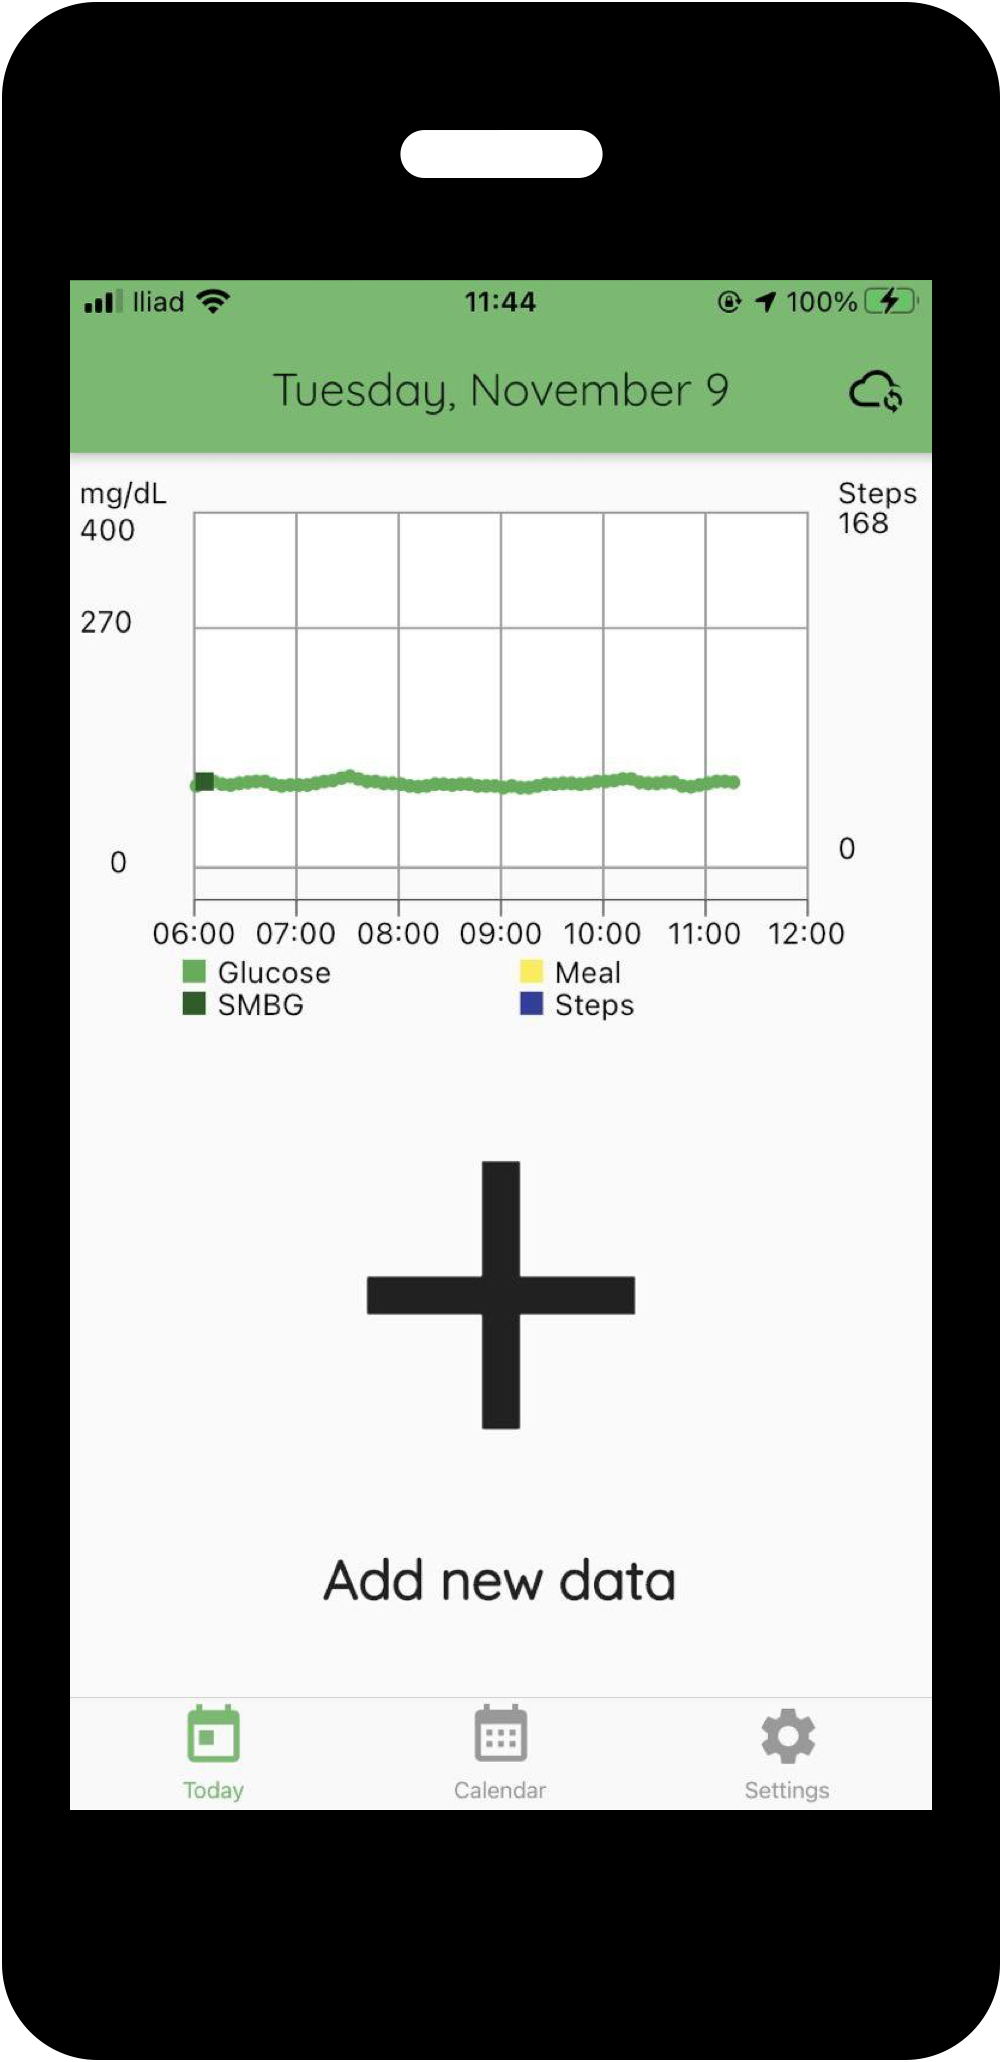 Iliad 11:44 100%
Tuesday, November 9
mg/dL Steps
400 168
270
0 0
06:00 07:00 08:00 09:00 10:00 11:00 12:00
Glucose Meal
SMBG Steps
Add new data
Today Calendar Settings